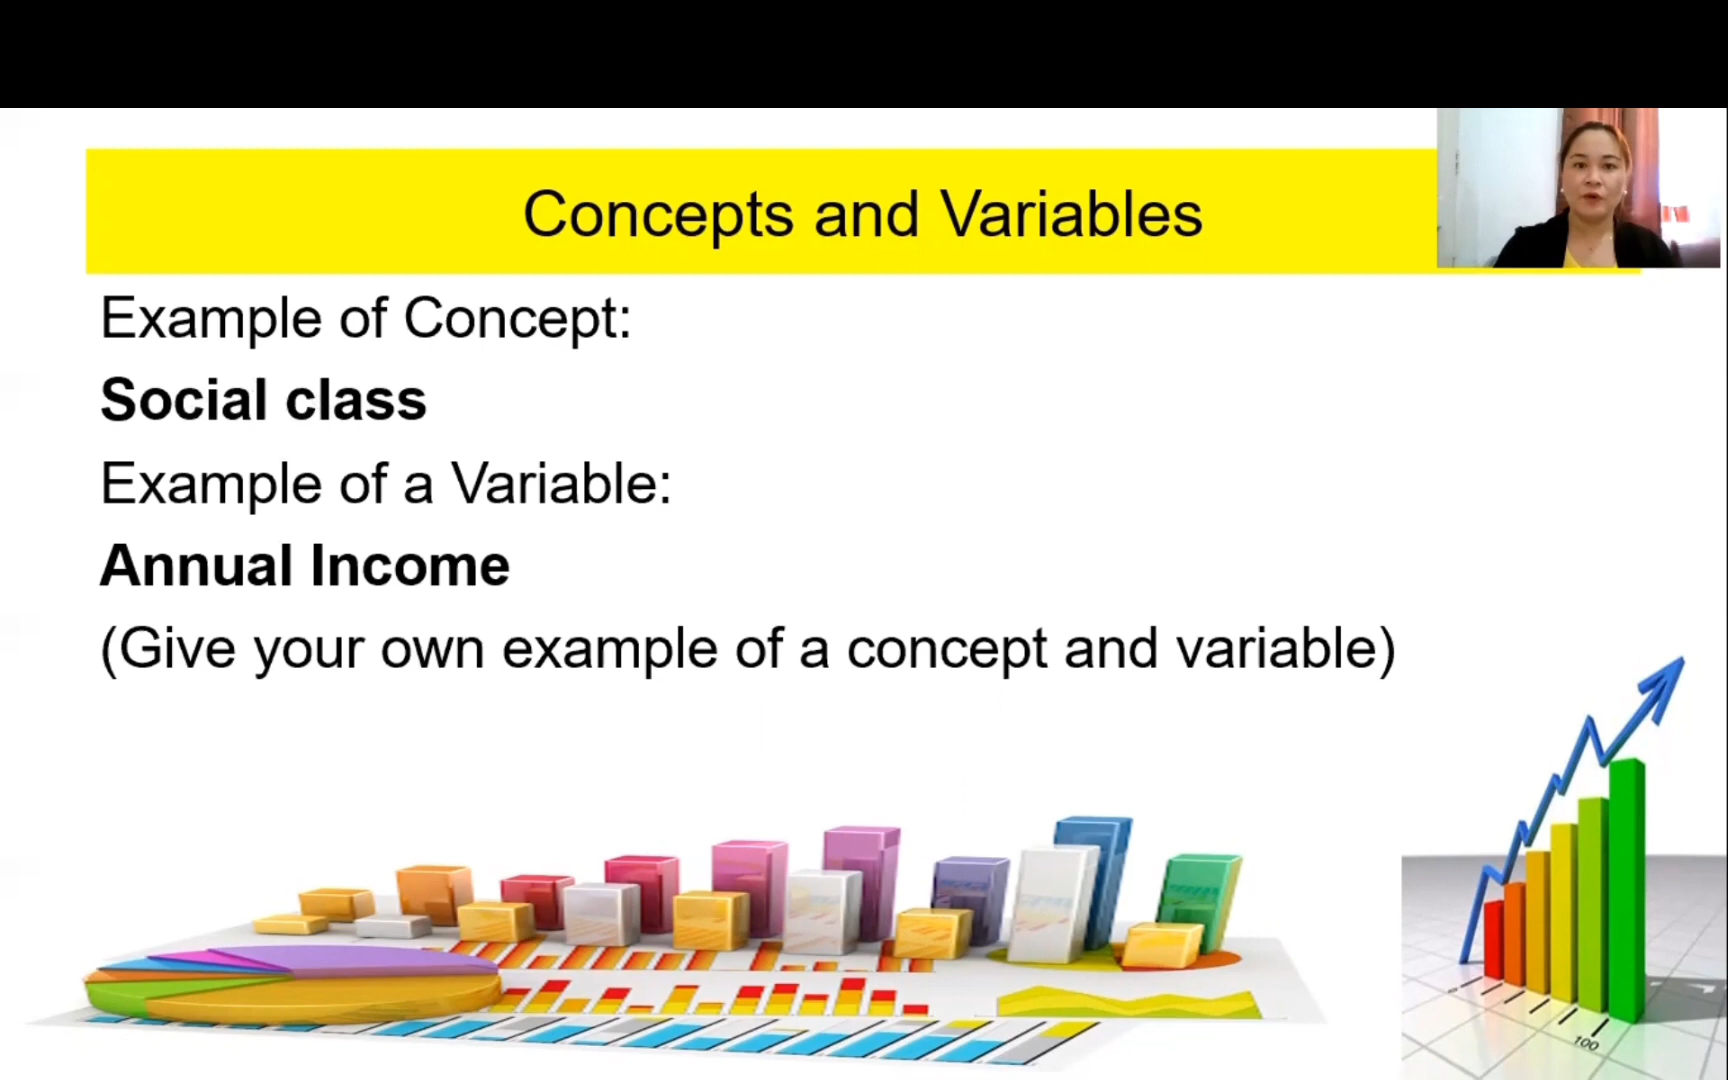 Concepts and Variables
Example of Concept:
Social class
Example of a Variable:
Annual Income
(Give your own example of a concept and variable)
100